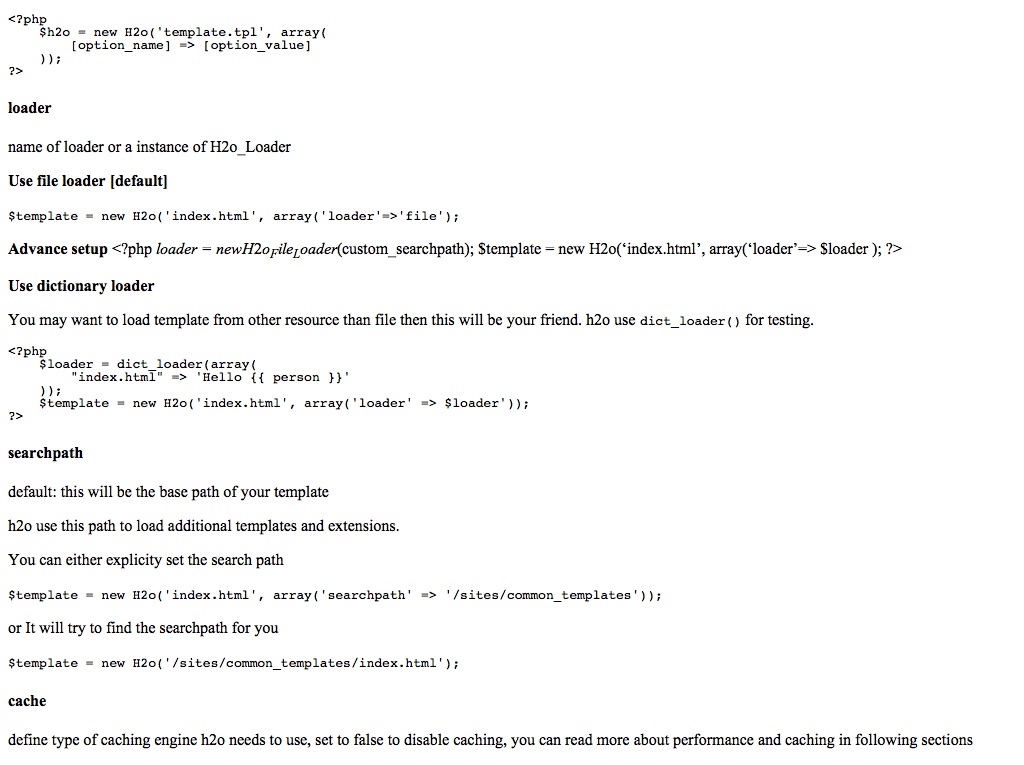 <?php
$h2o = new H2o('template.tpl', array(
[option_name] => [option_value]
));
?>
loader
name of loader or a instance of H2o_Loader
Use file loader [default]
$template = new H2o('index.html', array('loader'=>'file');
Advance setup <?php loader = newH2oFileLoader(custom_searchpath); $template = new H2o(‘index.html’, array(‘loader’=> $loader ); ?>
Use dictionary loader
You may want to load template from other resource than file then this will be your friend. h2o use dict_loader() for testing.
<?php
$loader = dict_loader(array(
"index.html" => 'Hello {{ person }}'
));
$template = new H2o('index.html', array('loader' => $loader'));
?>
searchpath
default: this will be the base path of your template
h2o use this path to load additional templates and extensions.
You can either explicity set the search path
$template = new H2o('index.html', array('searchpath' => '/sites/common_templates'));
or It will try to find the searchpath for you
$template = new H2o('/sites/common_templates/index.html');
cache
define type of caching engine h2o needs to use, set to false to disable caching, you can read more about performance and caching in following sections